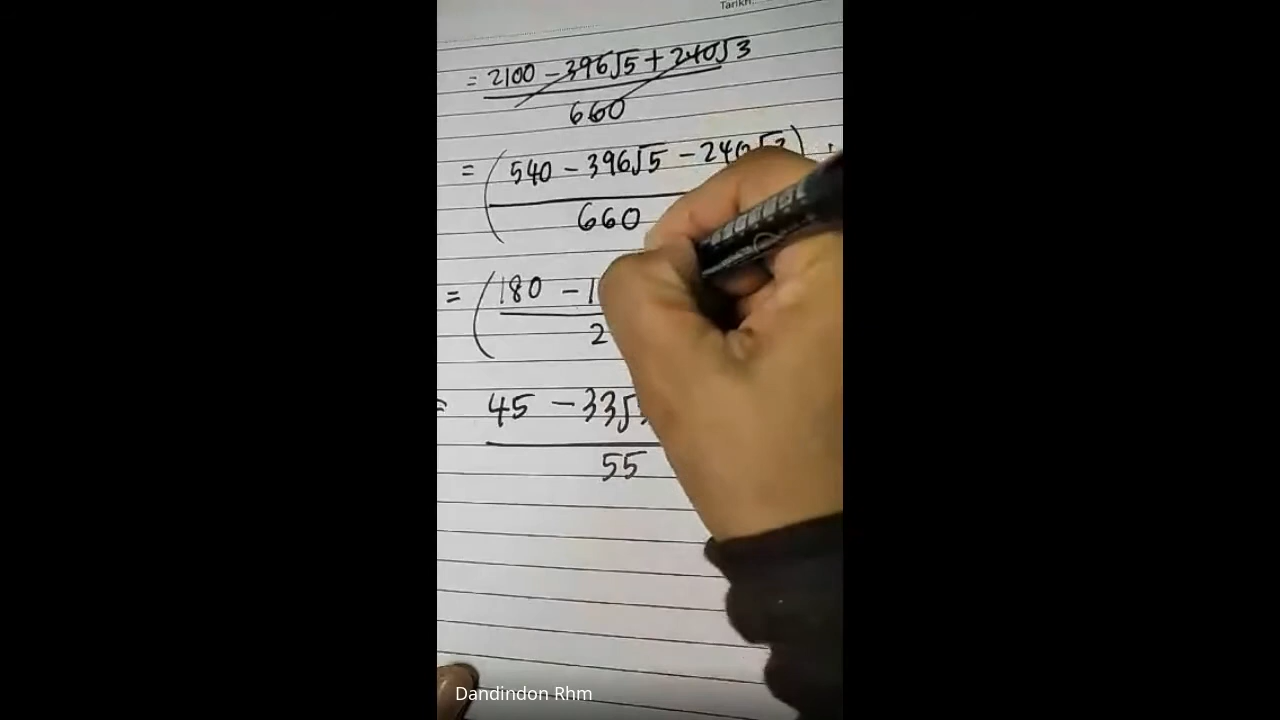 Tarikh
= 2100 - 396√5 + 240√3
660
= (540 - 396√5 - 240√3)
660
= (180 - 1
2
= 45 - 33√
55
Dandindon Rhm